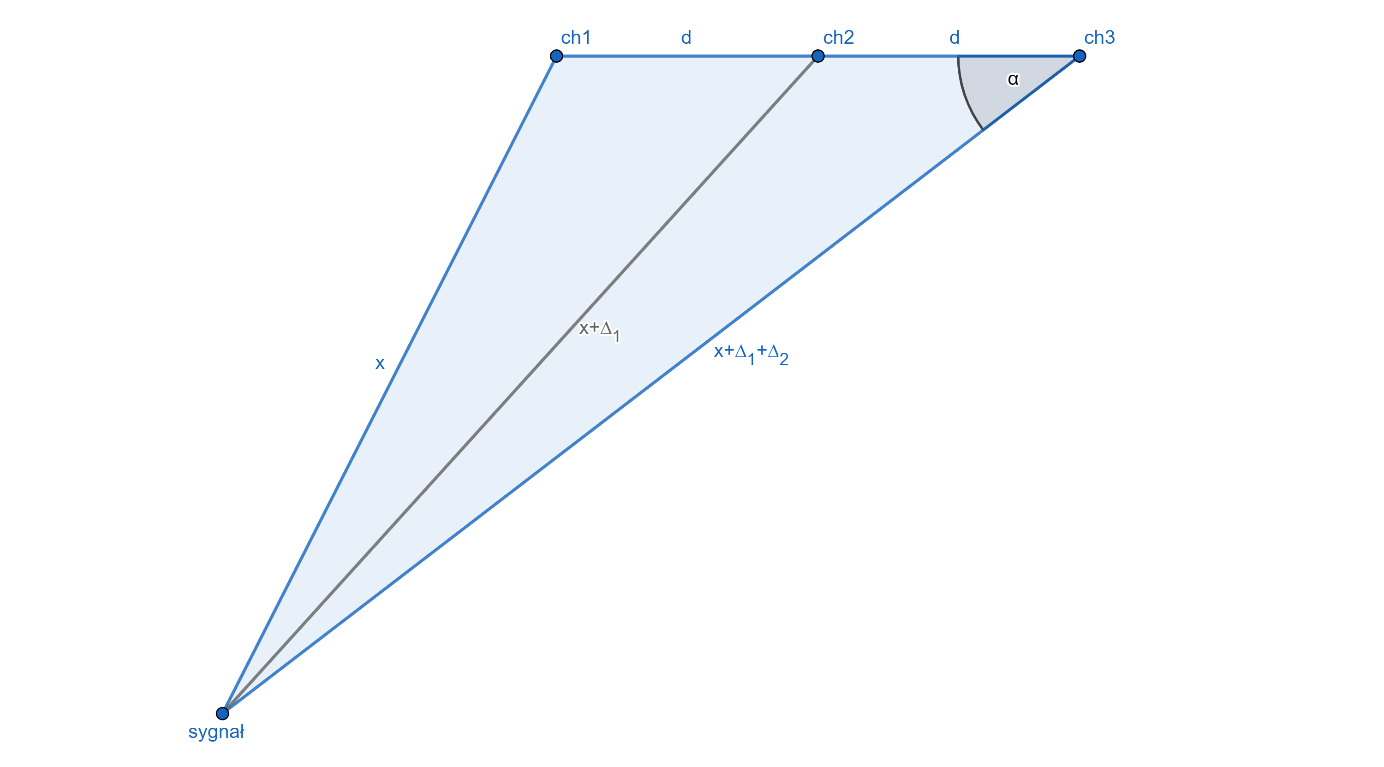 ch1
d
ch2
d
ch3
α
x+Δ₁
x+Δ₁+Δ₂
x
sygnał